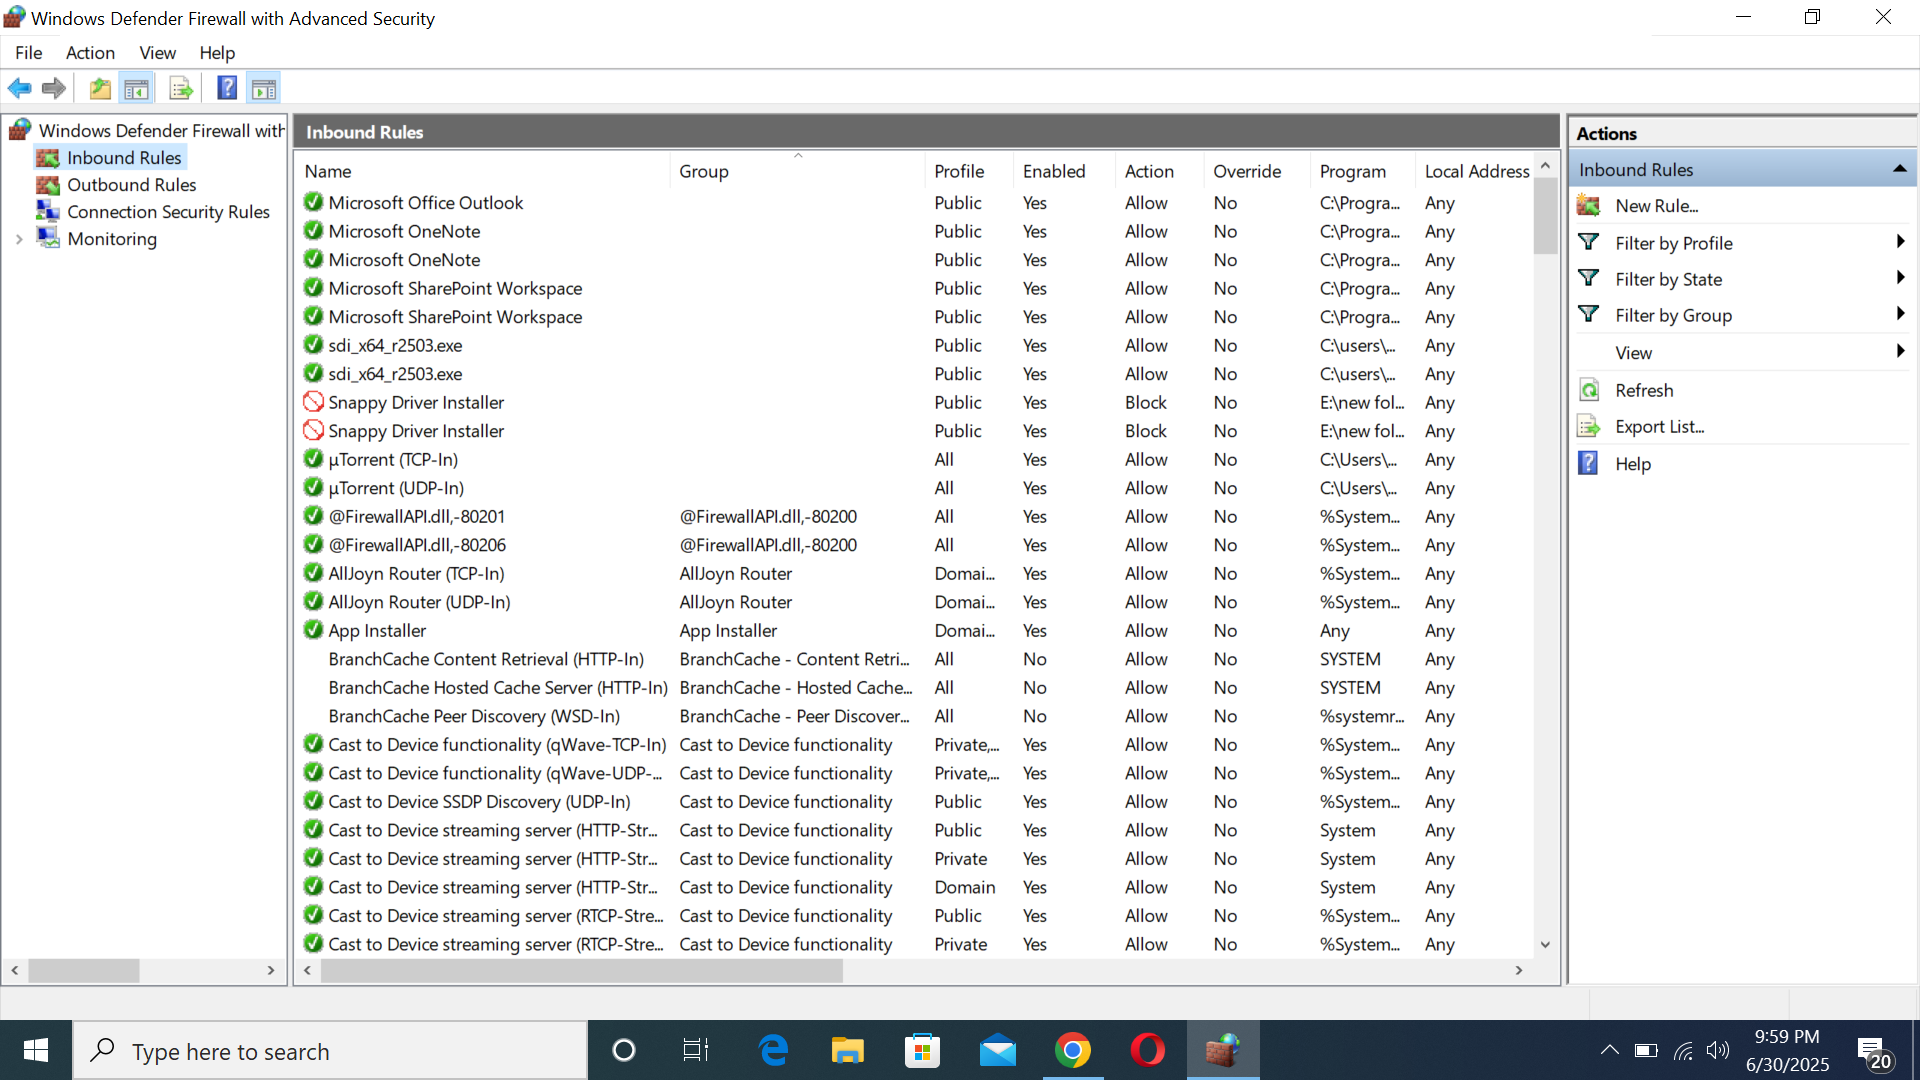 Windows Defender Firewall with Advanced Security
File Action View Help
Windows Defender Firewall with
Inbound Rules
Outbound Rules
Connection Security Rules
Monitoring
Inbound Rules
Name Group Profile Enabled Action Override Program Local Address
Microsoft Office Outlook Public Yes Allow No C:\Progra... Any
Microsoft OneNote Public Yes Allow No C:\Progra... Any
Microsoft OneNote Public Yes Allow No C:\Progra... Any
Microsoft SharePoint Workspace Public Yes Allow No C:\Progra... Any
Microsoft SharePoint Workspace Public Yes Allow No C:\Progra... Any
sdi_x64_r2503.exe Public Yes Allow No C:\users\... Any
sdi_x64_r2503.exe Public Yes Allow No C:\users\... Any
Snappy Driver Installer Public Yes Block No E:\new fol... Any
Snappy Driver Installer Public Yes Block No E:\new fol... Any
µTorrent (TCP-In) All Yes Allow No C:\Users\... Any
µTorrent (UDP-In) All Yes Allow No C:\Users\... Any
@FirewallAPI.dll,-80201 @FirewallAPI.dll,-80200 All Yes Allow No %System... Any
@FirewallAPI.dll,-80206 @FirewallAPI.dll,-80200 All Yes Allow No %System... Any
AllJoyn Router (TCP-In) AllJoyn Router Domai... Yes Allow No %System... Any
AllJoyn Router (UDP-In) AllJoyn Router Domai... Yes Allow No %System... Any
App Installer App Installer Domai... Yes Allow No Any Any
BranchCache Content Retrieval (HTTP-In) BranchCache - Content Retri... All No Allow No SYSTEM Any
BranchCache Hosted Cache Server (HTTP-In) BranchCache - Hosted Cache... All No Allow No SYSTEM Any
BranchCache Peer Discovery (WSD-In) BranchCache - Peer Discover... All No Allow No %systemr... Any
Cast to Device functionality (qWave-TCP-In) Cast to Device functionality Private,... Yes Allow No %System... Any
Cast to Device functionality (qWave-UDP-... Cast to Device functionality Private,... Yes Allow No %System... Any
Cast to Device SSDP Discovery (UDP-In) Cast to Device functionality Public Yes Allow No %System... Any
Cast to Device streaming server (HTTP-Str... Cast to Device functionality Public Yes Allow No System Any
Cast to Device streaming server (HTTP-Str... Cast to Device functionality Private Yes Allow No System Any
Cast to Device streaming server (HTTP-Str... Cast to Device functionality Domain Yes Allow No System Any
Cast to Device streaming server (RTCP-Stre... Cast to Device functionality Public Yes Allow No %System... Any
Cast to Device streaming server (RTCP-Stre... Cast to Device functionality Private Yes Allow No %System... Any
Actions
Inbound Rules
New Rule...
Filter by Profile
Filter by State
Filter by Group
View
Refresh
Export List...
Help
Type here to search
9:59 PM
6/30/2025
20